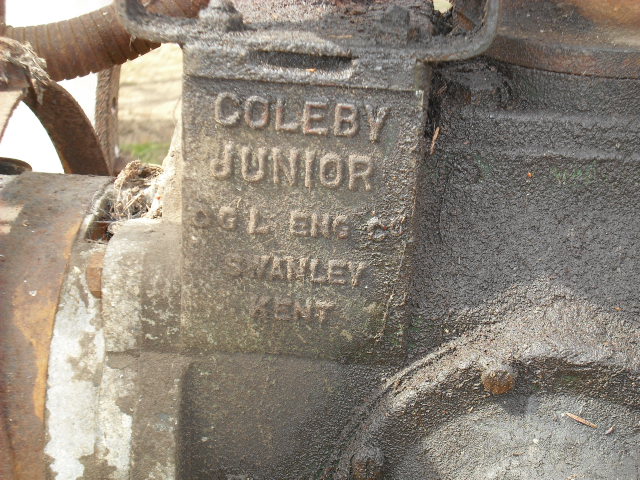 COLEBY
JUNIOR
D G L ENG CO
SWANLEY
KENT